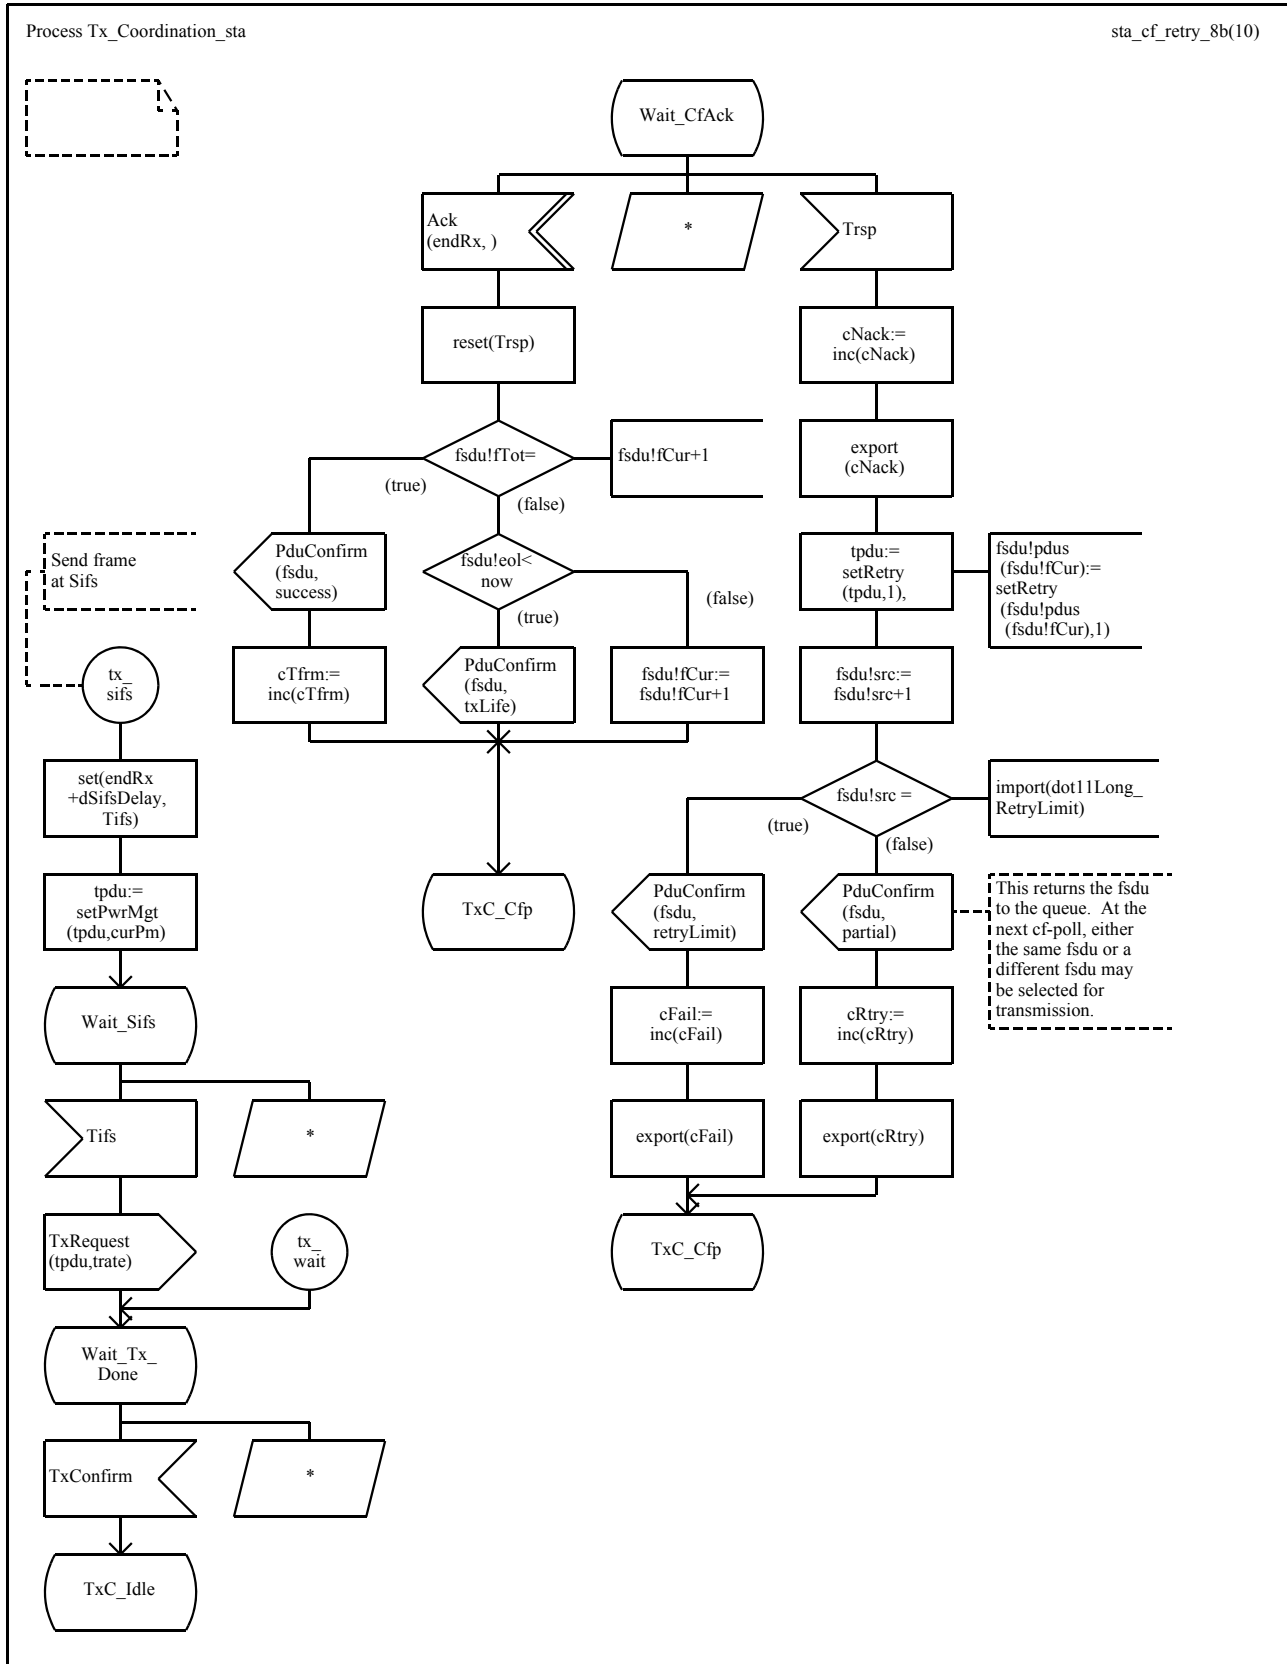 Process Tx_Coordination_sta
sta_cf_retry_8b(10)
Wait_CfAck
Ack
(endRx, )
*
Trsp
reset(Trsp)
cNack:=
inc(cNack)
fsdu!fTot=
fsdu!fCur+1
(true)
(false)
export
(cNack)
Send frame
at Sifs
PduConfirm
(fsdu,
success)
fsdu!eol<
now
(true)
(false)
tpdu:=
setRetry
(tpdu,1),
fsdu!pdus
(fsdu!fCur):=
setRetry
(fsdu!pdus
(fsdu!fCur),1)
tx_
sifs
cTfrm:=
inc(cTfrm)
PduConfirm
(fsdu,
txLife)
fsdu!fCur:=
fsdu!fCur+1
fsdu!src:=
fsdu!src+1
set(endRx
+dSifsDelay,
Tifs)
fsdu!src =
import(dot11Long_
RetryLimit)
(true)
(false)
tpdu:=
setPwrMgt
(tpdu,curPm)
TxC_Cfp
PduConfirm
(fsdu,
retryLimit)
PduConfirm
(fsdu,
partial)
This returns the fsdu
to the queue. At the
next cf-poll, either
the same fsdu or a
different fsdu may
be selected for
transmission.
Wait_Sifs
cFail:=
inc(cFail)
cRtry:=
inc(cRtry)
Tifs
*
export(cFail)
export(cRtry)
TxRequest
(tpdu,trate)
tx_
wait
TxC_Cfp
Wait_Tx_
Done
TxConfirm
*
TxC_Idle